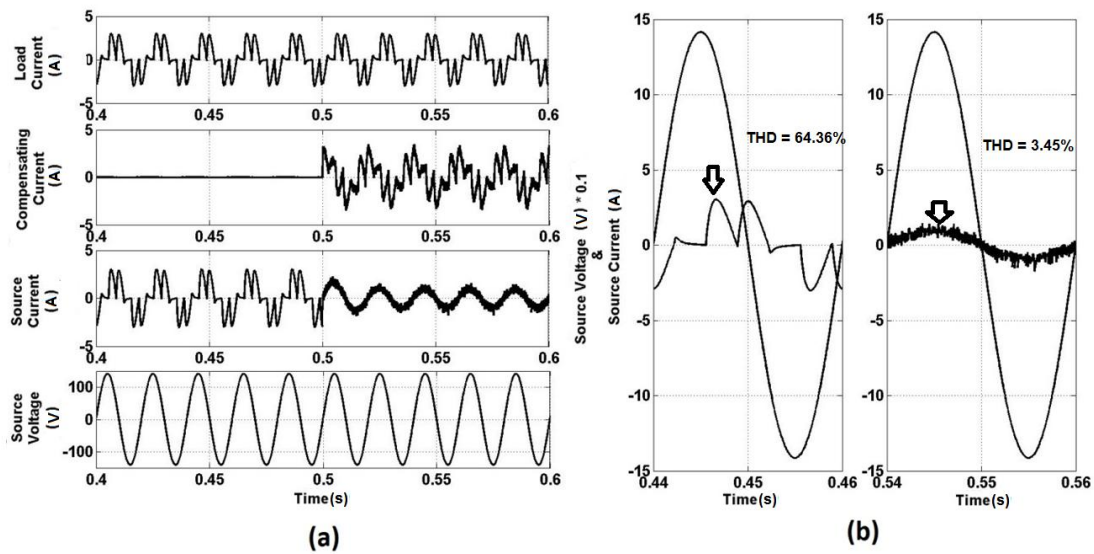 Load
Current
(A)
5
0
-5
0.4
0.45
0.5
0.55
0.6
Compensating
Current
(A)
5
0
-5
0.4
0.45
0.5
0.55
0.6
Source
Current
(A)
5
0
-5
0.4
0.45
0.5
0.55
0.6
Source
Voltage
(V)
100
0
-100
0.4
0.45
0.5
0.55
0.6
Time(s)
(a)
Source Voltage (V) * 0.1
&
Source Current (A)
15
10
5
0
-5
-10
-15
THD = 64.36%
0.44
0.45
0.46
Time(s)
15
10
5
0
-5
-10
-15
THD = 3.45%
0.54
0.55
0.56
Time(s)
(b)